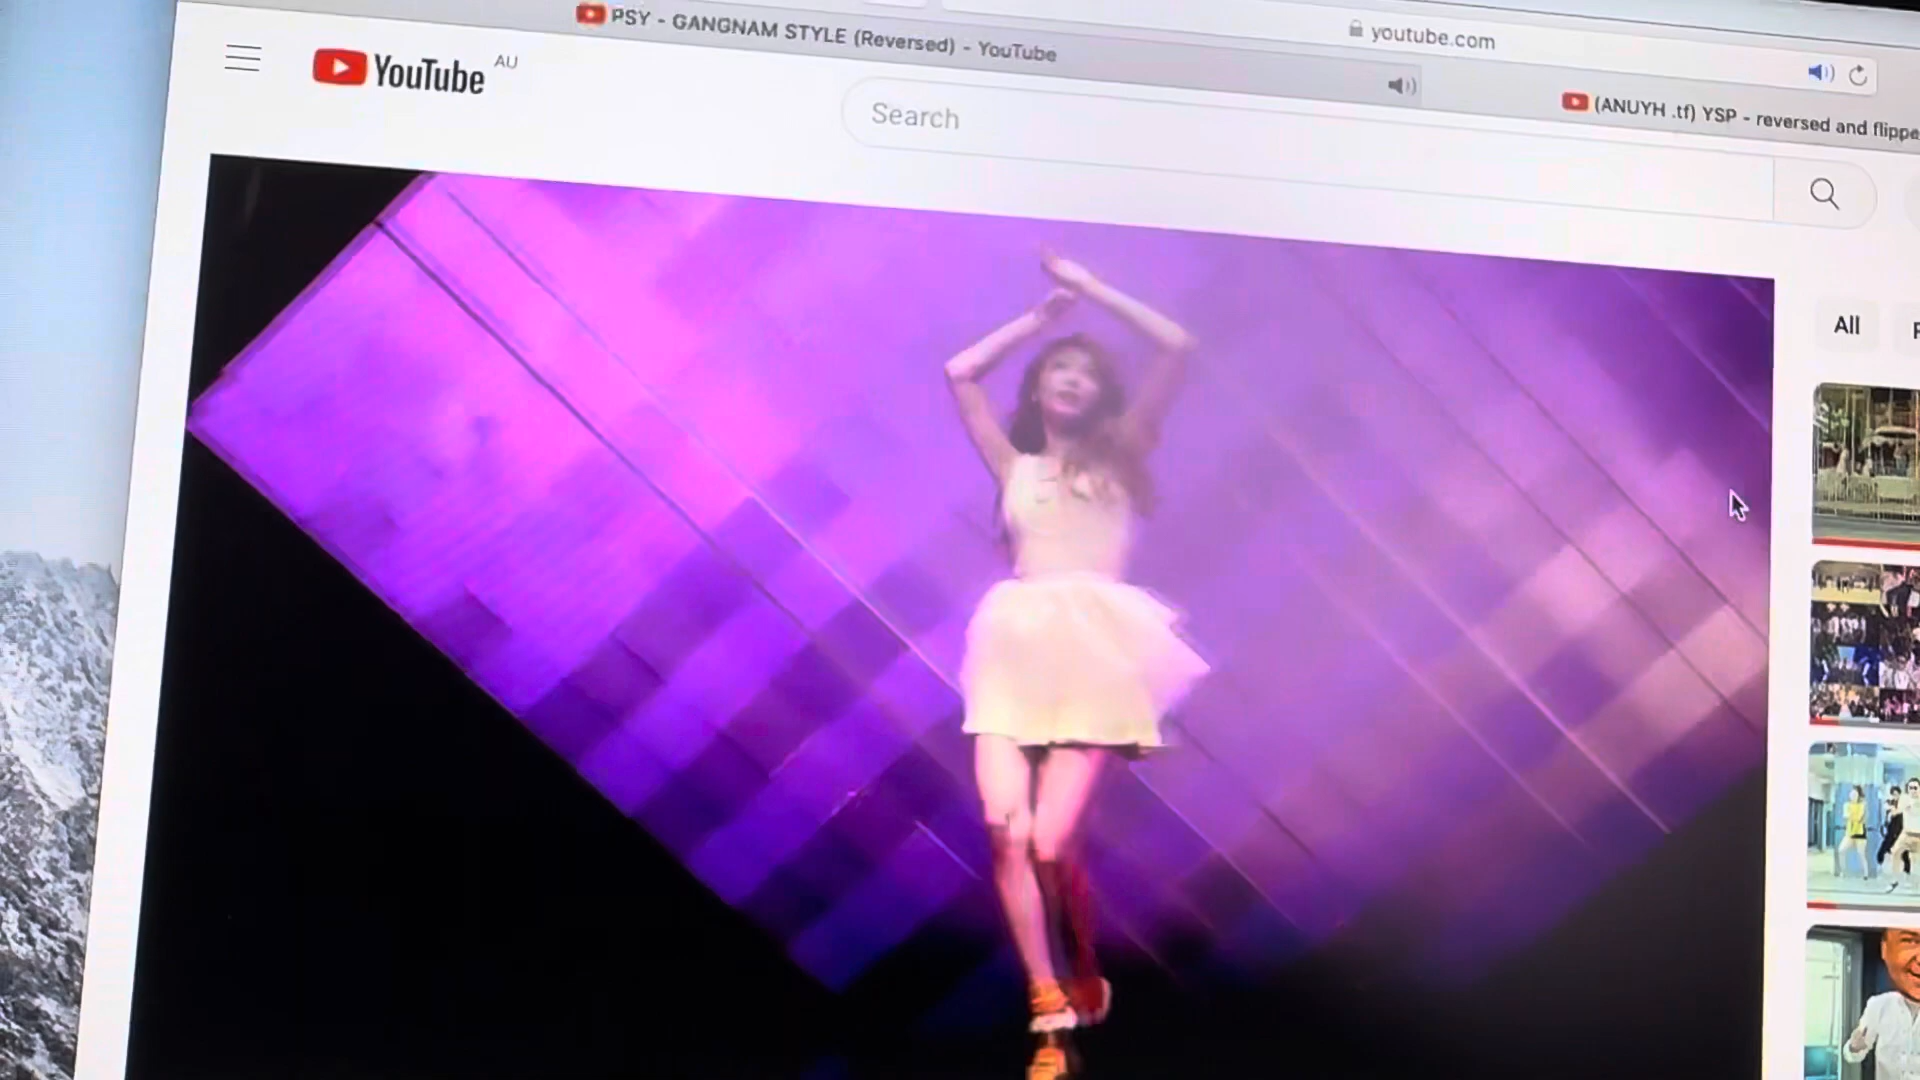 PSY - GANGNAM STYLE (Reversed) - YouTube
youtube.com
(ANUYH .tf) YSP - reversed and flippe
YouTube AU
Search
All